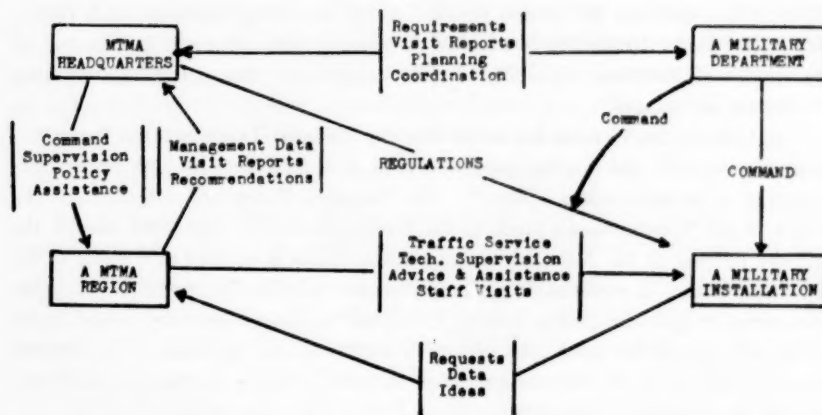 MTMA
HEADQUARTERS
Requirements
Visit Reports
Planning
Coordination
A MILITARY
DEPARTMENT
Command
Supervision
Policy
Assistance
Management Data
Visit Reports
Recommendations
REGULATIONS
Command
COMMAND
A MTMA
REGION
Traffic Service
Tech. Supervision
Advice & Assistance
Staff Visits
A MILITARY
INSTALLATION
Requests
Data
Ideas